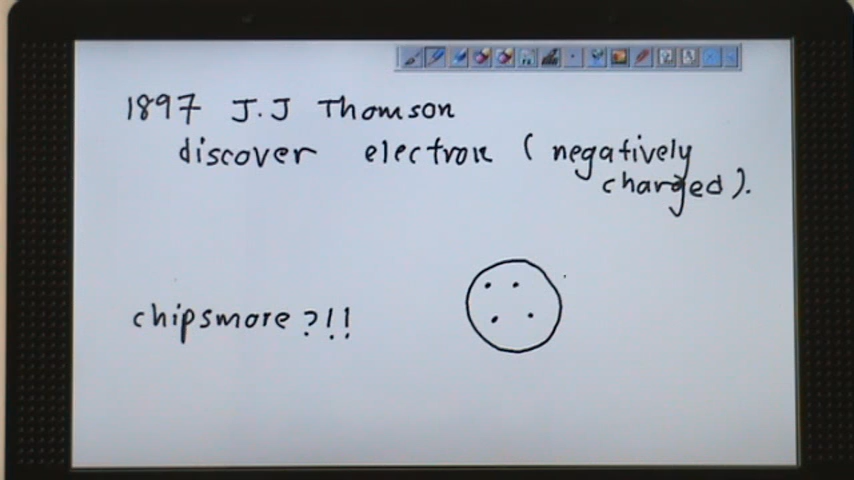 1897 J.J Thomson
discover electron (negatively
charged).
chipsmore?!!